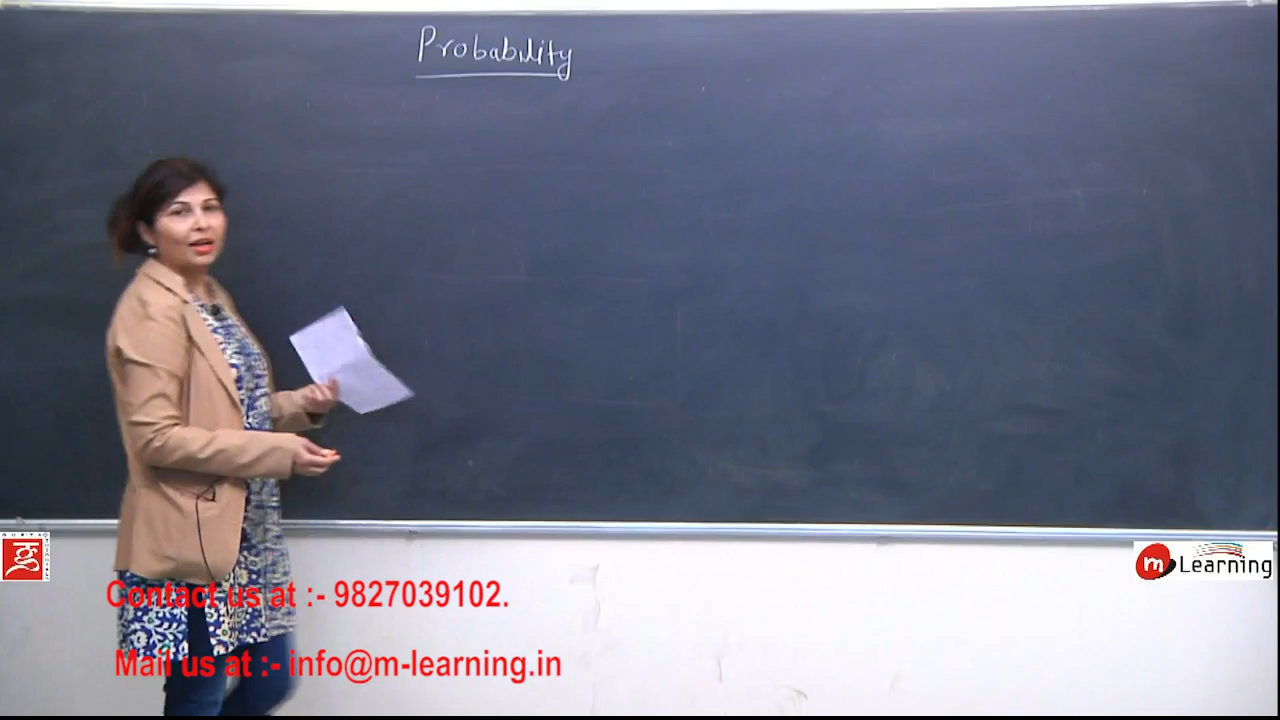 Probability
Learning
Contact us at :- 9827039102.
Mail us at :- info@m-learning.in